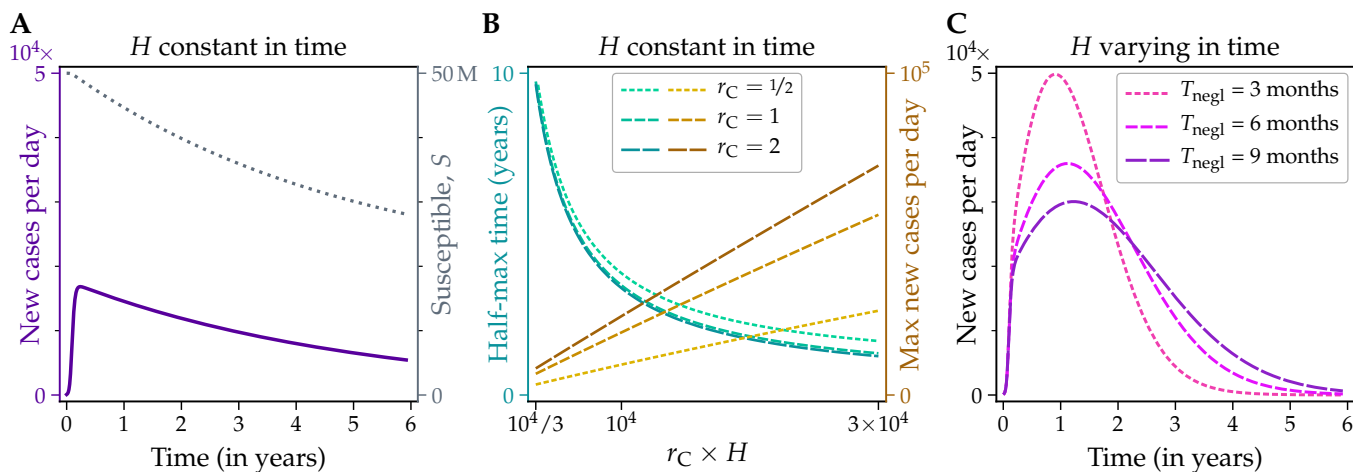 A
H constant in time
10⁴×
5
0
New cases per day
50 M
0
Susceptible, S
0 1 2 3 4 5 6
Time (in years)
B
H constant in time
10
0
Half-max time (years)
r_C = 1/2
r_C = 1
r_C = 2
10⁵
0
Max new cases per day
10⁴/3 10⁴ 3×10⁴
r_C × H
C
H varying in time
10⁴×
5
0
New cases per day
T_negl = 3 months
T_negl = 6 months
T_negl = 9 months
0 1 2 3 4 5 6
Time (in years)